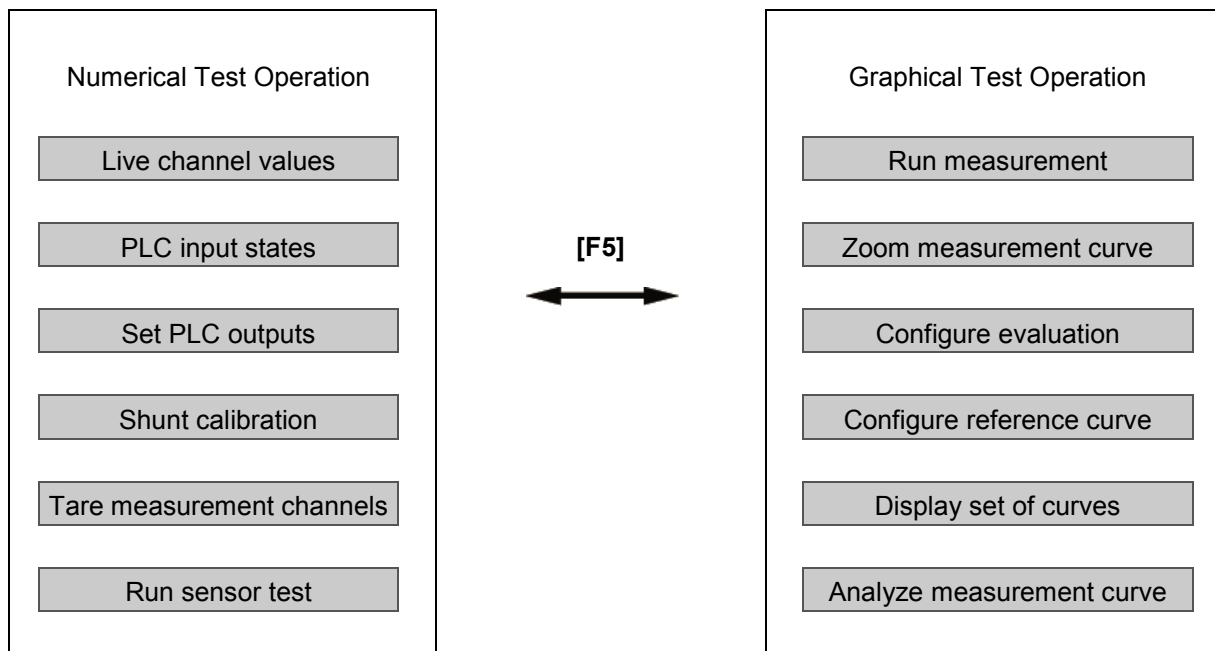 Numerical Test Operation
Live channel values
PLC input states
Set PLC outputs
Shunt calibration
Tare measurement channels
Run sensor test
[F5]
Graphical Test Operation
Run measurement
Zoom measurement curve
Configure evaluation
Configure reference curve
Display set of curves
Analyze measurement curve